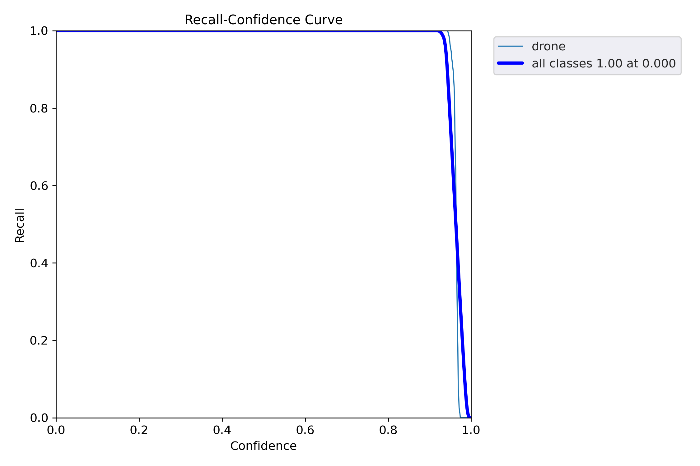 Recall-Confidence Curve
drone
all classes 1.00 at 0.000
1.0
0.8
0.6
0.4
0.2
0.0
Recall
0.0 0.2 0.4 0.6 0.8 1.0
Confidence